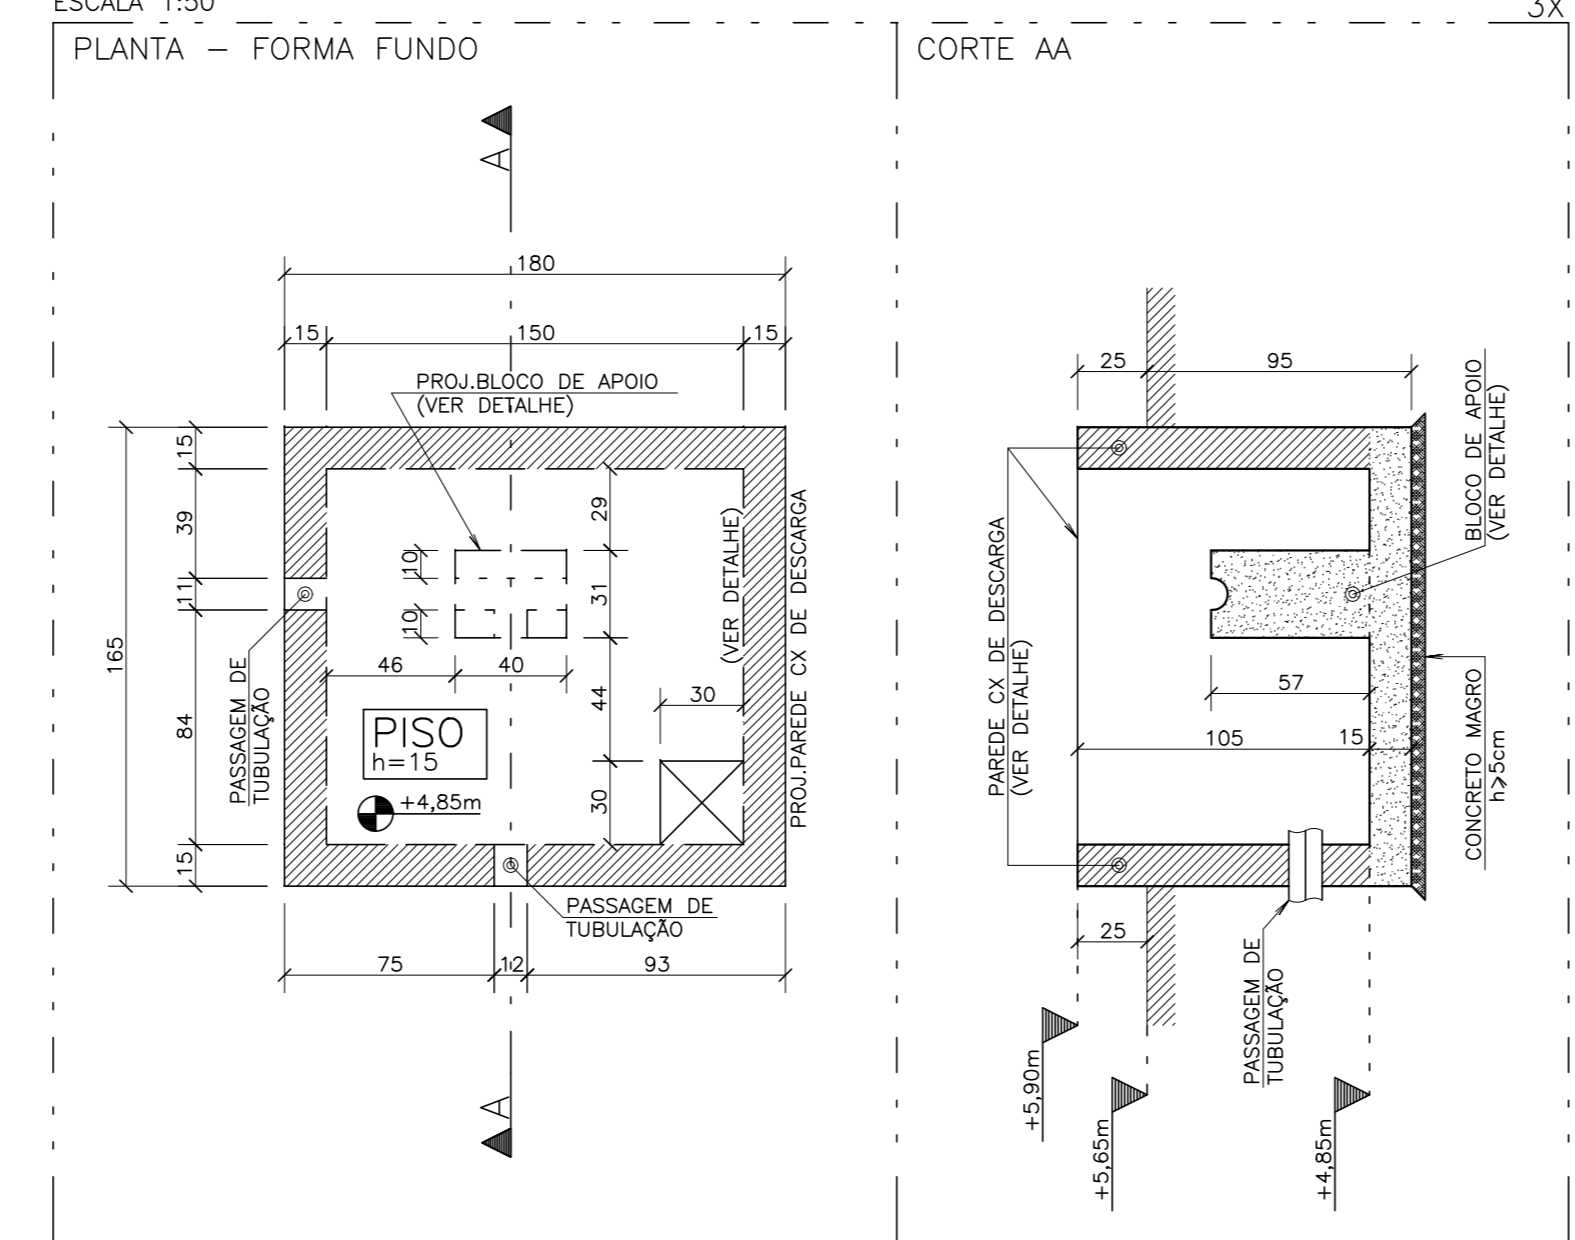 ESCALA 1:50
3X
PLANTA – FORMA FUNDO
A
180
15
150
15
PROJ.BLOCO DE APOIO
(VER DETALHE)
165
15
39
11
84
15
10
10
29
31
44
30
46
40
30
PISO
h=15
+4,85m
PASSAGEM DE
TUBULAÇÃO
(VER DETALHE)
PROJ.PAREDE CX DE DESCARGA
PASSAGEM DE
TUBULAÇÃO
75
12
93
A
CORTE AA
25
95
BLOCO DE APOIO
(VER DETALHE)
PAREDE CX DE DESCARGA
(VER DETALHE)
57
105
15
CONCRETO MAGRO
h⩾5cm
25
PASSAGEM DE
TUBULAÇÃO
+5,90m
+5,65m
+4,85m